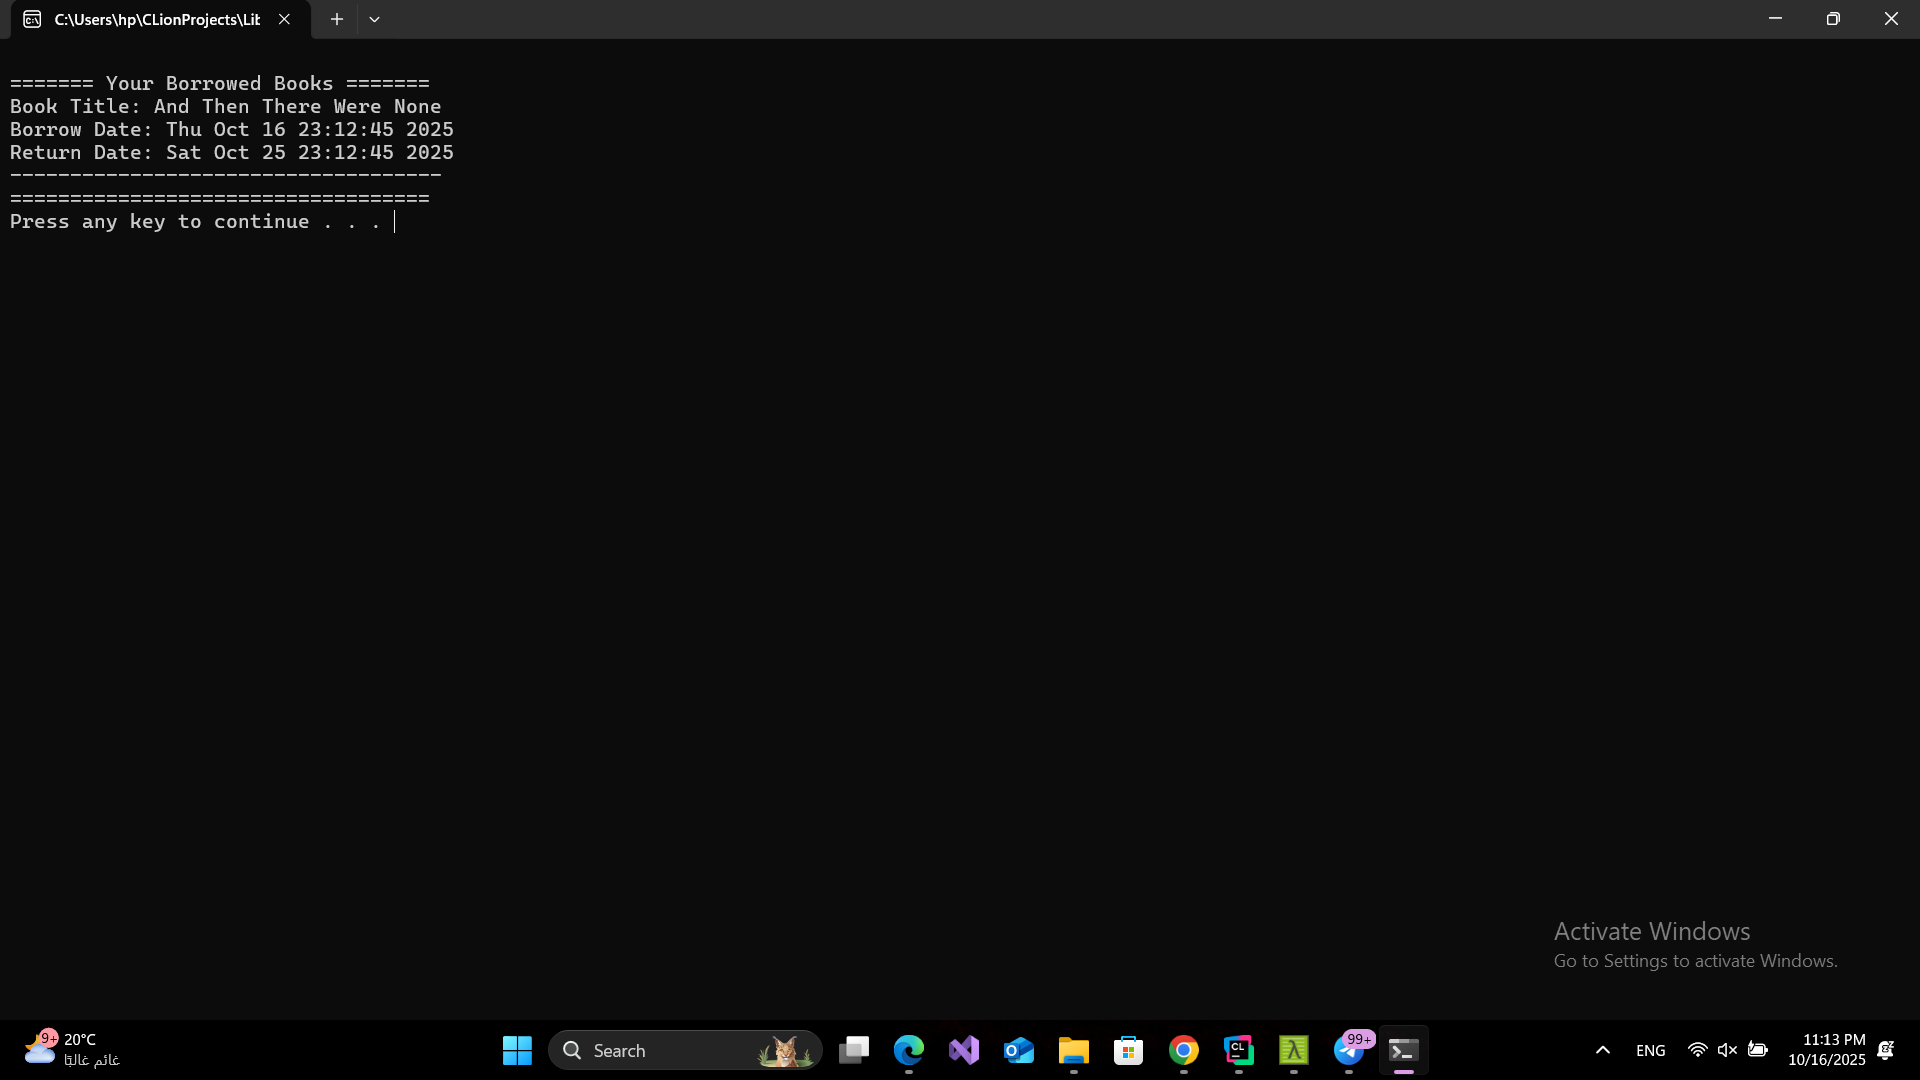 C:\Users\hp\CLionProjects\Lit
======= Your Borrowed Books =======
Book Title: And Then There Were None
Borrow Date: Thu Oct 16 23:12:45 2025
Return Date: Sat Oct 25 23:12:45 2025
------------------------------------
===================================
Press any key to continue . . .
Activate Windows
Go to Settings to activate Windows.
9+
20°C
غائم غالبًا
Search
CL
99+
ENG
11:13 PM
10/16/2025